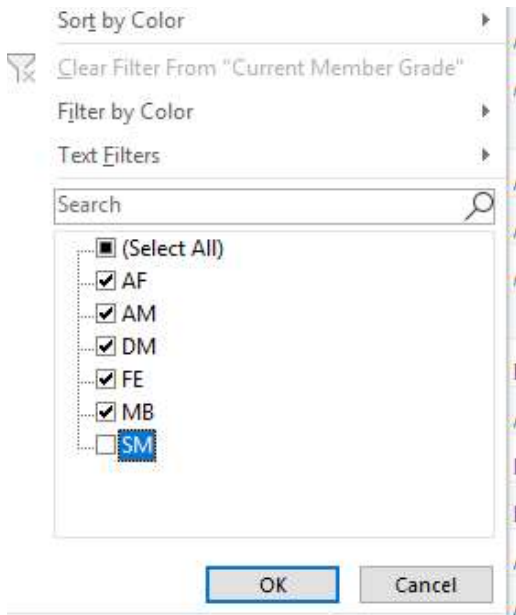 Sort by Color
Clear Filter From "Current Member Grade"
Filter by Color
Text Filters
Search
(Select All)
AF
AM
DM
FE
MB
SM
OK
Cancel